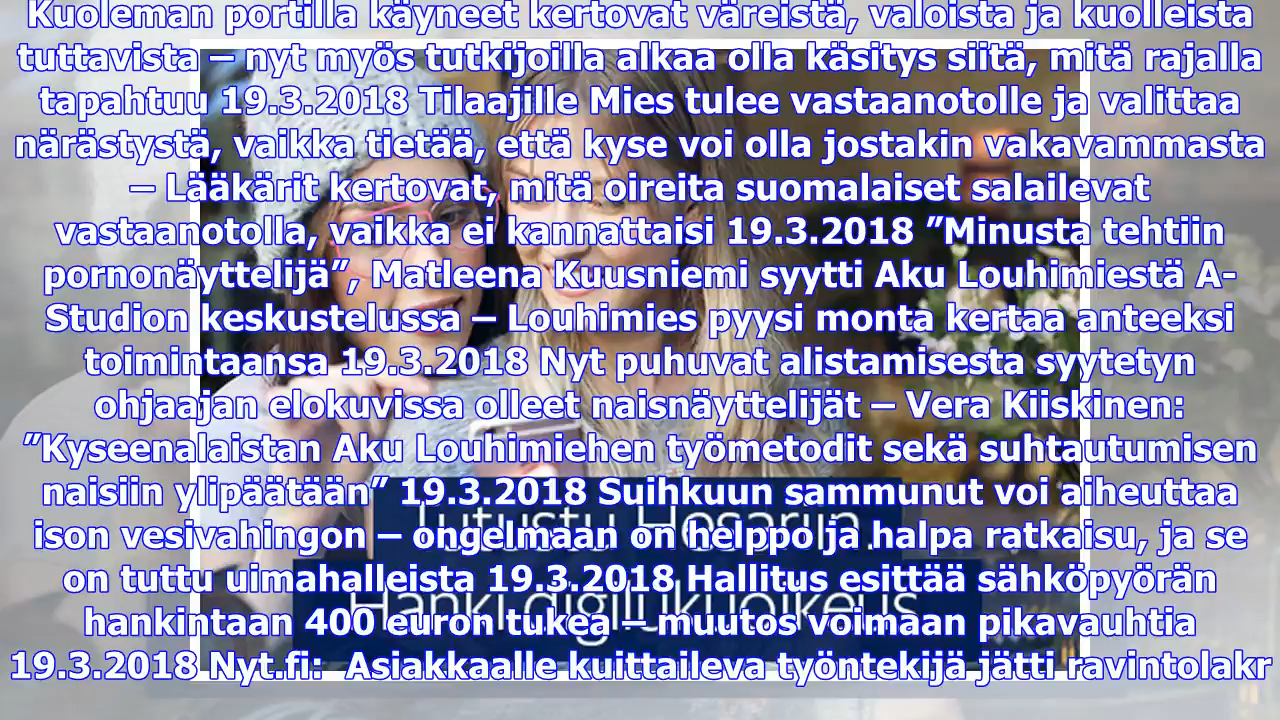 Kuoleman portilla käyneet kertovat väreistä, valoista ja kuolleista
tuttavista – nyt myös tutkijoilla alkaa olla käsitys siitä, mitä rajalla
tapahtuu 19.3.2018 Tilaajille Mies tulee vastaanotolle ja valittaa
närästystä, vaikka tietää, että kyse voi olla jostakin vakavammasta
– Lääkärit kertovat, mitä oireita suomalaiset salailevat
vastaanotolla, vaikka ei kannattaisi 19.3.2018 ”Minusta tehtiin
pornonäyttelijä”, Matleena Kuusniemi syytti Aku Louhimiestä A-
Studion keskustelussa – Louhimies pyysi monta kertaa anteeksi
toimintaansa 19.3.2018 Nyt puhuvat alistamisesta syytetyn
ohjaajan elokuvissa olleet naisnäyttelijät – Vera Kiiskinen:
”Kyseenalaistan Aku Louhimiehen työmetodit sekä suhtautumisen
naisiin ylipäätään” 19.3.2018 Suihkuun sammunut voi aiheuttaa
Tutustu Hesariin.
ison vesivahingon – ongelmaan on helppo ja halpa ratkaisu, ja se
on tuttu uimahalleista 19.3.2018 Hallitus esittää sähköpyörän
Hanki digilukuoikeus
hankintaan 400 euron tukea – muutos voimaan pikavauhtia
19.3.2018 Nyt.fi: Asiakkaalle kuittaileva työntekijä jätti ravintolakr